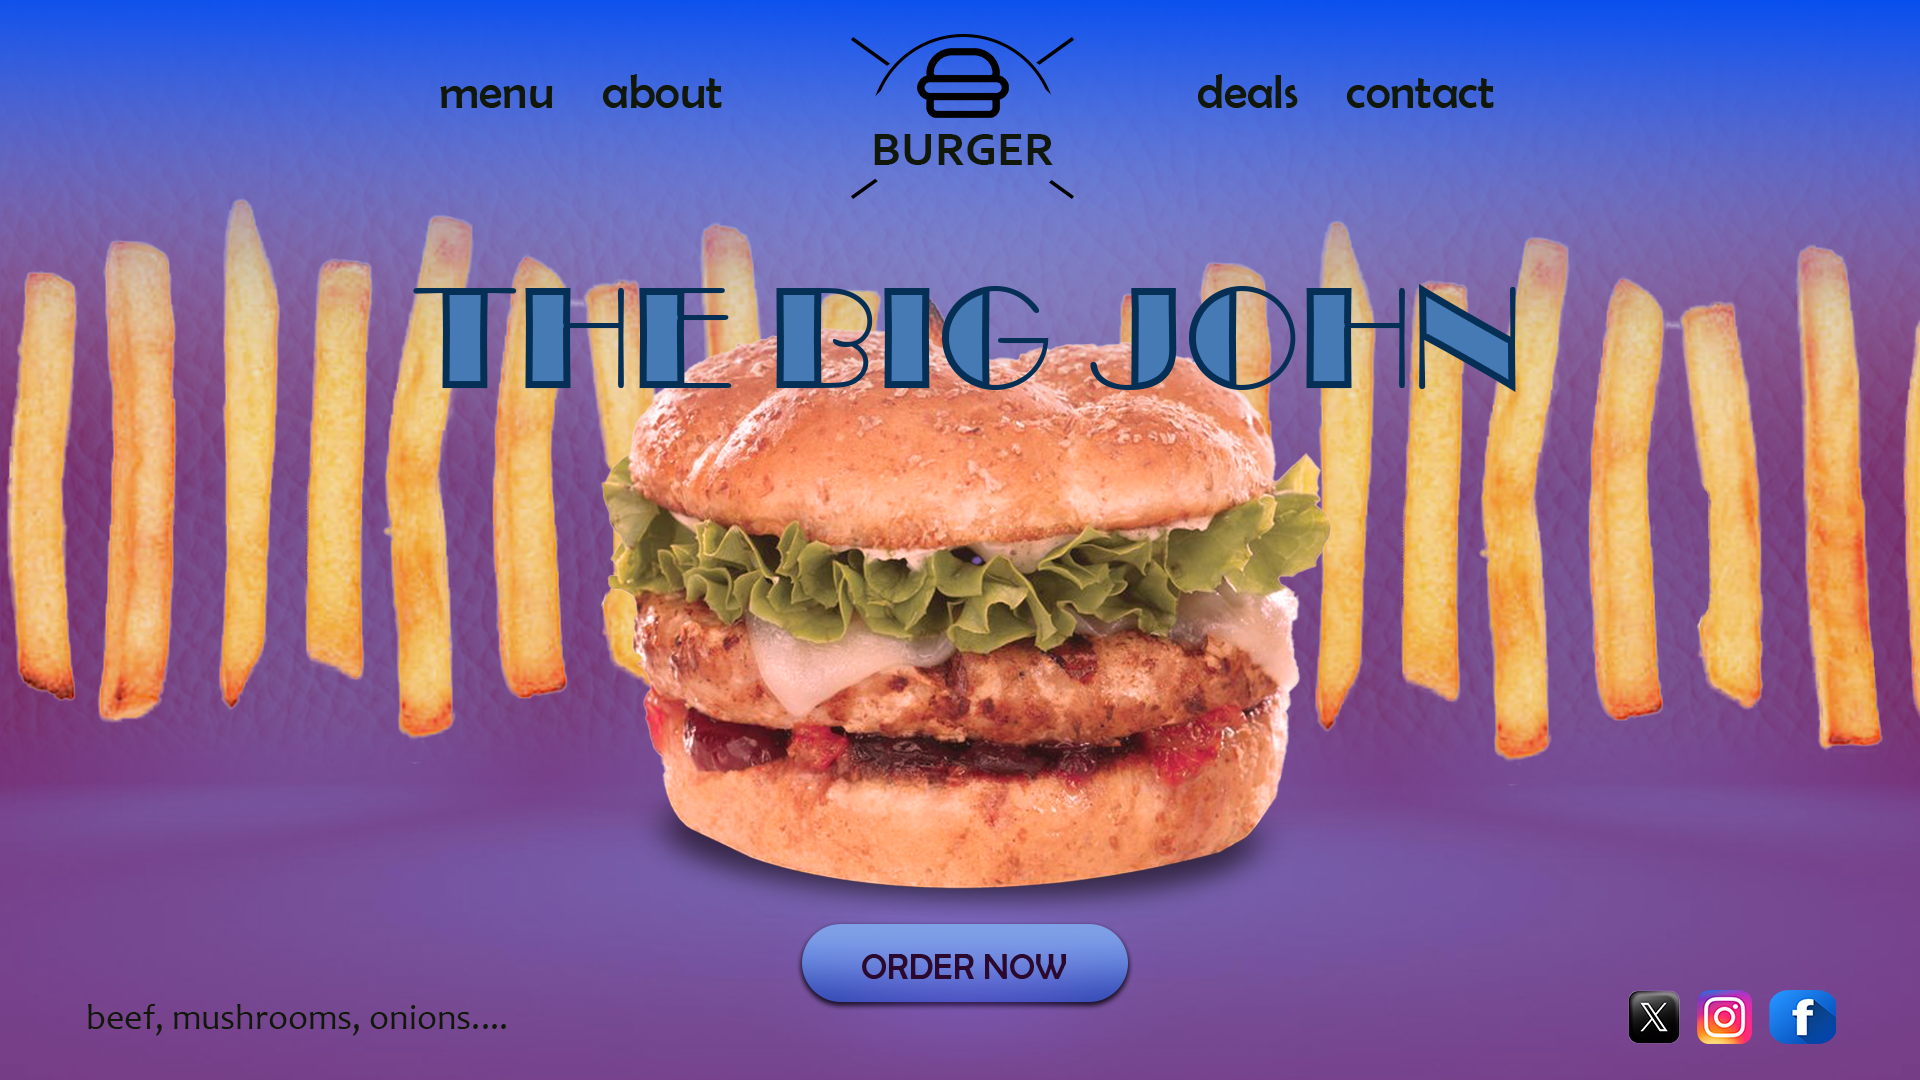 menu about deals contact
BURGER
THE BIG JOHN
ORDER NOW
beef, mushrooms, onions....